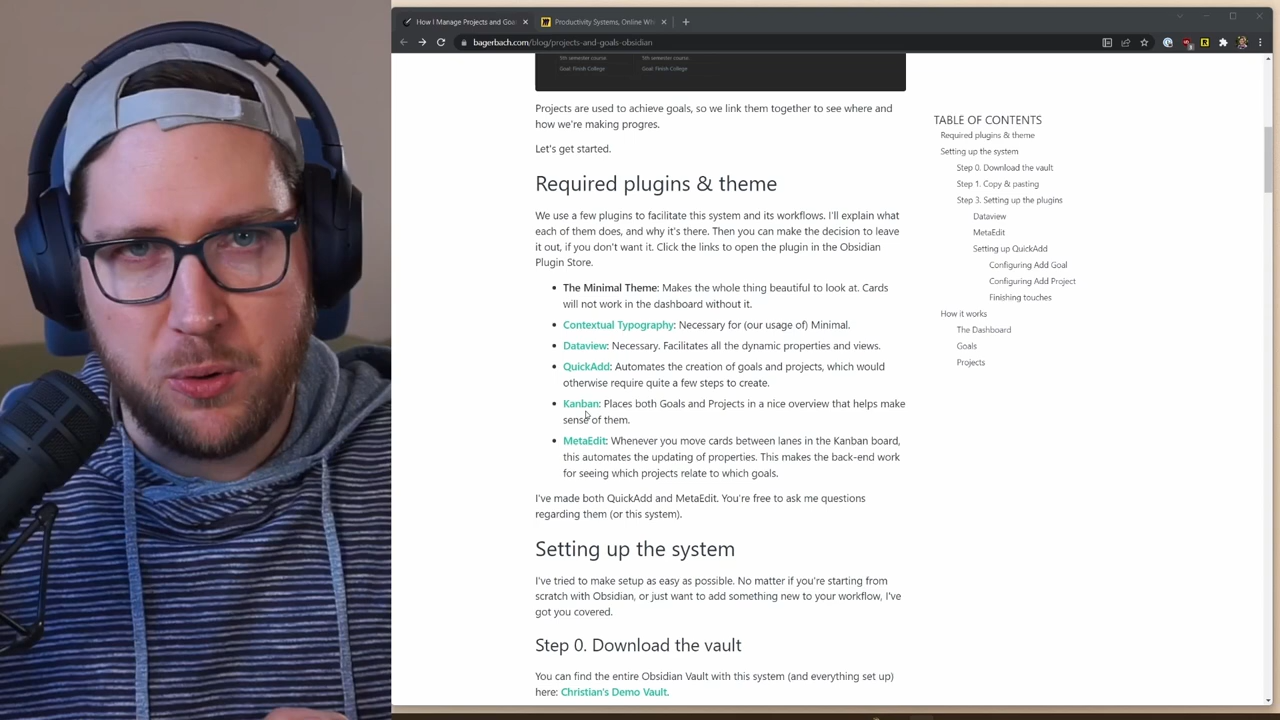 How I Manage Projects and Goa
Productivity Systems, Online Wri
bagerbach.com/blog/projects-and-goals-obsidian
5th semester course.
5th semester course.
Goal: Finish College
Goal: Finish College
Projects are used to achieve goals, so we link them together to see where and
how we're making progres.
Let's get started.
Required plugins & theme
We use a few plugins to facilitate this system and its workflows. I'll explain what
each of them does, and why it's there. Then you can make the decision to leave
it out, if you don't want it. Click the links to open the plugin in the Obsidian
Plugin Store.
The Minimal Theme: Makes the whole thing beautiful to look at. Cards
will not work in the dashboard without it.
Contextual Typography: Necessary for (our usage of) Minimal.
Dataview: Necessary. Facilitates all the dynamic properties and views.
QuickAdd: Automates the creation of goals and projects, which would
otherwise require quite a few steps to create.
Kanban: Places both Goals and Projects in a nice overview that helps make
sense of them.
MetaEdit: Whenever you move cards between lanes in the Kanban board,
this automates the updating of properties. This makes the back-end work
for seeing which projects relate to which goals.
I've made both QuickAdd and MetaEdit. You're free to ask me questions
regarding them (or this system).
Setting up the system
I've tried to make setup as easy as possible. No matter if you're starting from
scratch with Obsidian, or just want to add something new to your workflow, I've
got you covered.
Step 0. Download the vault
You can find the entire Obsidian Vault with this system (and everything set up)
here: Christian's Demo Vault.
TABLE OF CONTENTS
Required plugins & theme
Setting up the system
Step 0. Download the vault
Step 1. Copy & pasting
Step 3. Setting up the plugins
Dataview
MetaEdit
Setting up QuickAdd
Configuring Add Goal
Configuring Add Project
Finishing touches
How it works
The Dashboard
Goals
Projects